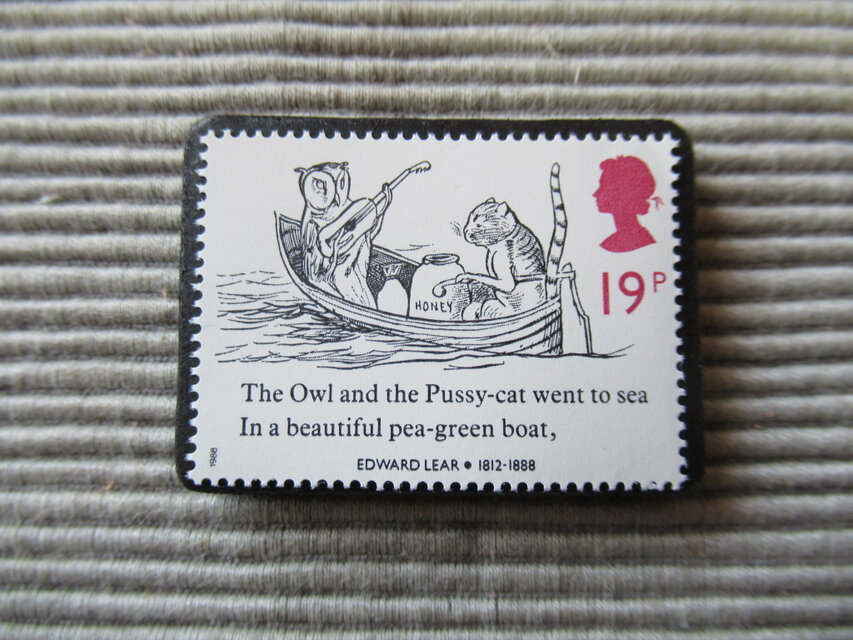 19P
HONEY
The Owl and the Pussy-cat went to sea
In a beautiful pea-green boat,
EDWARD LEAR • 1812-1888
1988